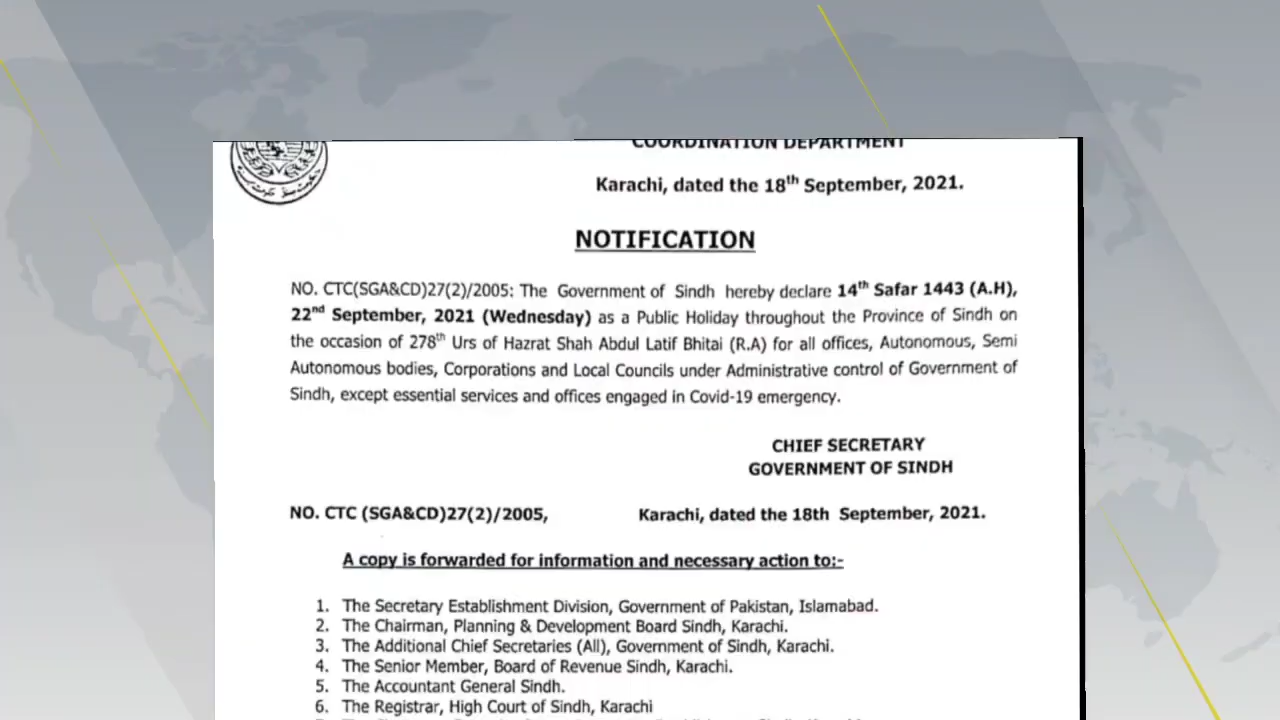 COORDINATION DEPARTMENT
Karachi, dated the 18th September, 2021.
NOTIFICATION
NO. CTC(SGA&CD)27(2)/2005: The Government of Sindh hereby declare 14th Safar 1443 (A.H),
22nd September, 2021 (Wednesday) as a Public Holiday throughout the Province of Sindh on
the occasion of 278th Urs of Hazrat Shah Abdul Latif Bhitai (R.A) for all offices, Autonomous, Semi
Autonomous bodies, Corporations and Local Councils under Administrative control of Government of
Sindh, except essential services and offices engaged in Covid-19 emergency.
CHIEF SECRETARY
GOVERNMENT OF SINDH
NO. CTC (SGA&CD)27(2)/2005,
Karachi, dated the 18th September, 2021.
A copy is forwarded for information and necessary action to:-
1. The Secretary Establishment Division, Government of Pakistan, Islamabad.
2. The Chairman, Planning & Development Board Sindh, Karachi.
3. The Additional Chief Secretaries (All), Government of Sindh, Karachi.
4. The Senior Member, Board of Revenue Sindh, Karachi.
5. The Accountant General Sindh.
6. The Registrar, High Court of Sindh, Karachi